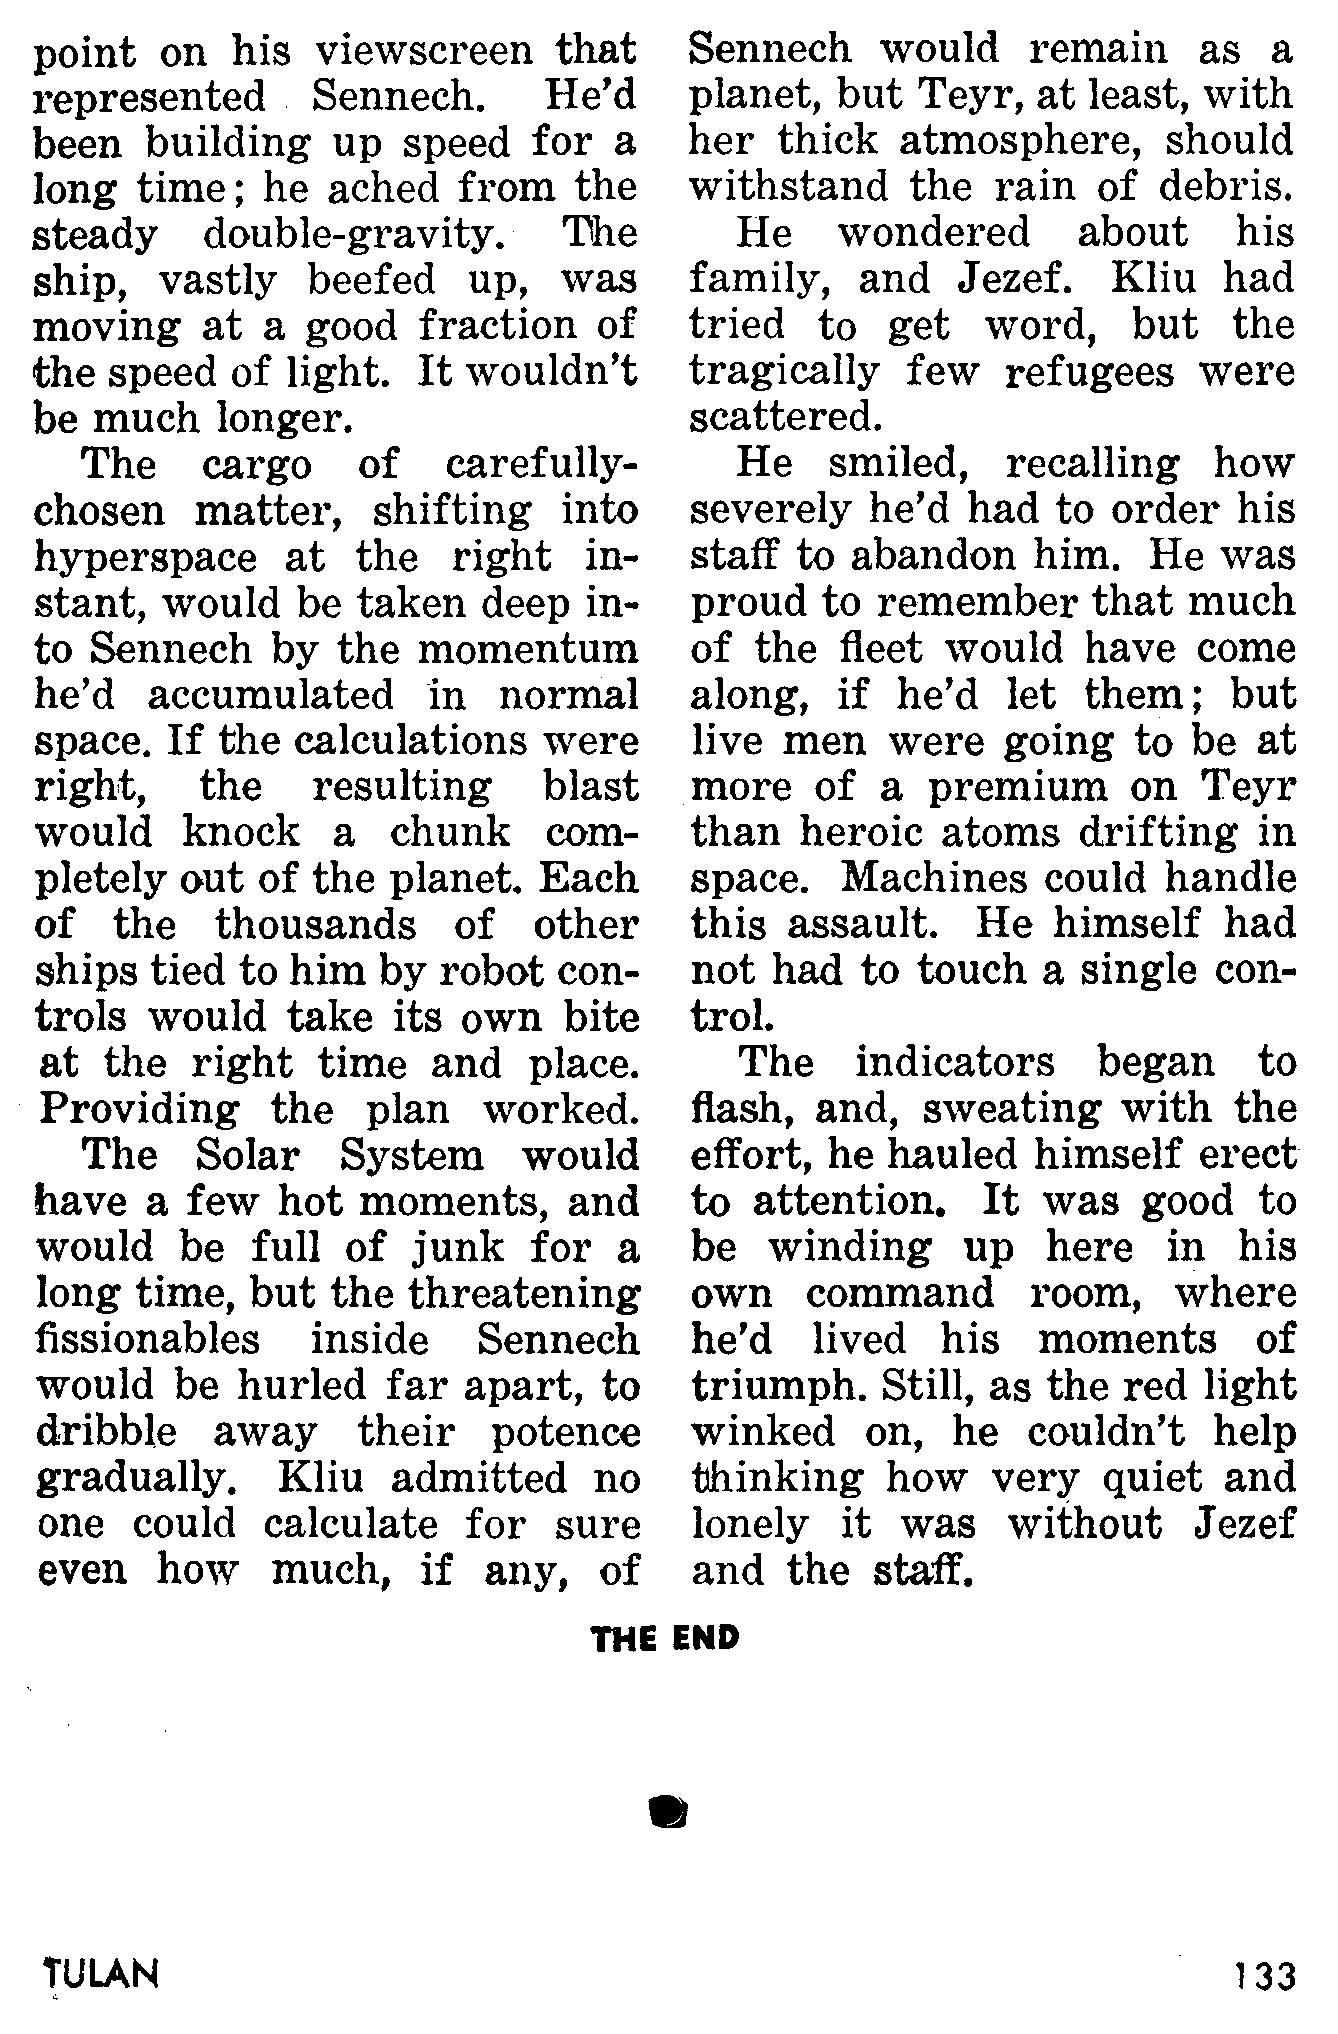 point on his viewscreen that
represented Sennech. He'd
been building up speed for a
long time; he ached from the
steady double-gravity. The
ship, vastly beefed up, was
moving at a good fraction of
the speed of light. It wouldn't
be much longer.
The cargo of carefully-
chosen matter, shifting into
hyperspace at the right in-
stant, would be taken deep in-
to Sennech by the momentum
he'd accumulated in normal
space. If the calculations were
right, the resulting blast
would knock a chunk com-
pletely out of the planet. Each
of the thousands of other
ships tied to him by robot con-
trols would take its own bite
at the right time and place.
Providing the plan worked.
The Solar System would
have a few hot moments, and
would be full of junk for a
long time, but the threatening
fissionables inside Sennech
would be hurled far apart, to
dribble away their potence
gradually. Kliu admitted no
one could calculate for sure
even how much, if any, of
Sennech would remain as a
planet, but Teyr, at least, with
her thick atmosphere, should
withstand the rain of debris.
He wondered about his
family, and Jezef. Kliu had
tried to get word, but the
tragically few refugees were
scattered.
He smiled, recalling how
severely he'd had to order his
staff to abandon him. He was
proud to remember that much
of the fleet would have come
along, if he'd let them; but
live men were going to be at
more of a premium on Teyr
than heroic atoms drifting in
space. Machines could handle
this assault. He himself had
not had to touch a single con-
trol.
The indicators began to
flash, and, sweating with the
effort, he hauled himself erect
to attention. It was good to
be winding up here in his
own command room, where
he'd lived his moments of
triumph. Still, as the red light
winked on, he couldn't help
thinking how very quiet and
lonely it was without Jezef
and the staff.
THE END
TULAN
133